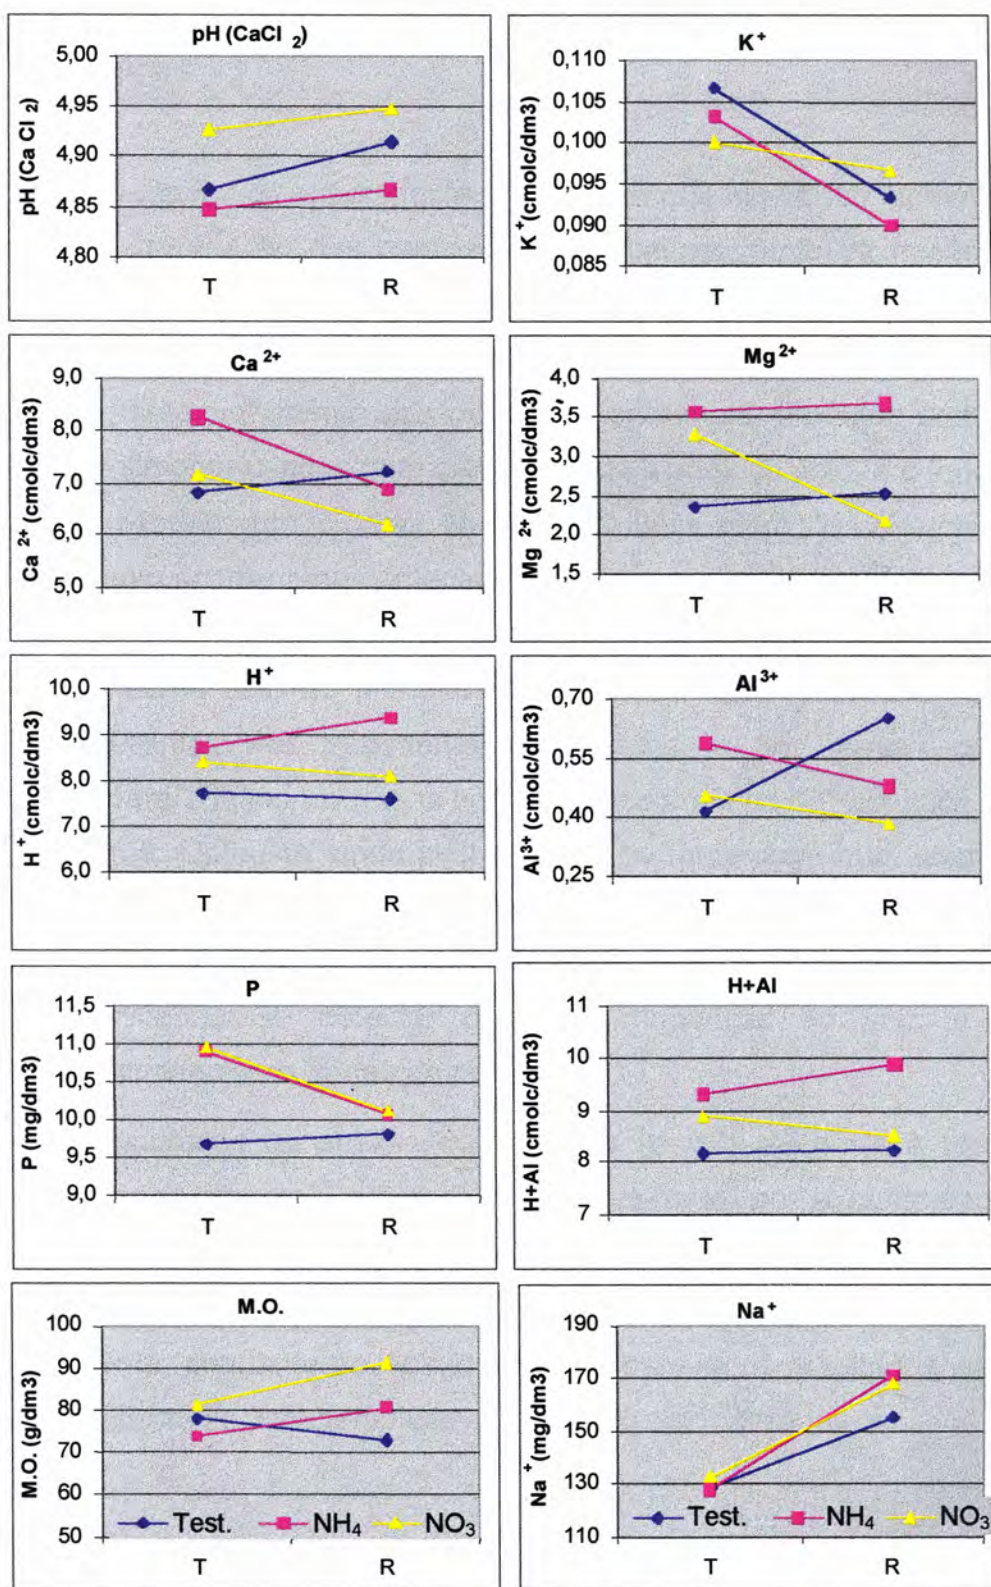 pH (CaCl 2)
pH (Ca Cl 2)
5,00
4,95
4,90
4,85
4,80
T R
K+
K+(cmolc/dm3)
0,110
0,105
0,100
0,095
0,090
0,085
T R
Ca 2+
Ca 2+ (cmolc/dm3)
9,0
8,0
7,0
6,0
5,0
T R
Mg 2+
Mg 2+ (cmolc/dm3)
4,0
3,5
3,0
2,5
2,0
1,5
T R
H+
H+ (cmolc/dm3)
10,0
9,0
8,0
7,0
6,0
T R
Al3+
Al3+ (cmolc/dm3)
0,70
0,55
0,40
0,25
T R
P
P (mg/dm3)
11,5
11,0
10,5
10,0
9,5
9,0
T R
H+Al
H+Al (cmolc/dm3)
11
10
9
8
7
T R
M.O.
M.O. (g/dm3)
100
90
80
70
60
50
Test. NH4 NO3
T R
Na+
Na+ (mg/dm3)
190
170
150
130
110
Test. NH4 NO3
T R